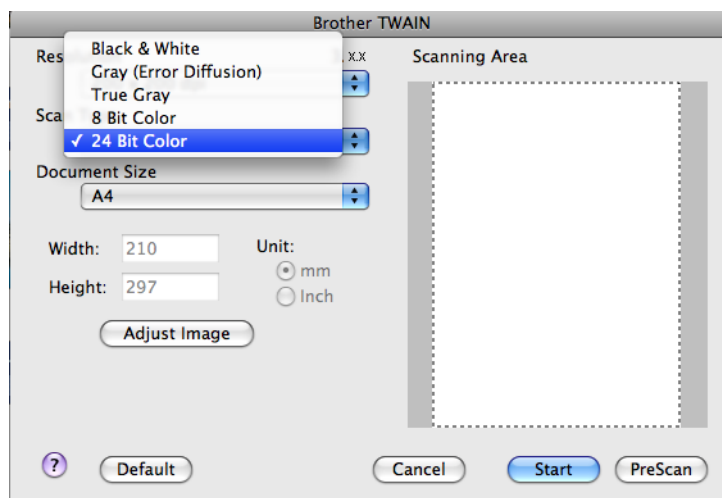 Brother TWAIN
Black & White
Gray (Error Diffusion)
True Gray
8 Bit Color
✓ 24 Bit Color
Res
x.x
Scanning Area
Document Size
A4
Width: 210
Height: 297
Unit:
mm
Inch
Adjust Image
?
Default
Cancel
Start
PreScan